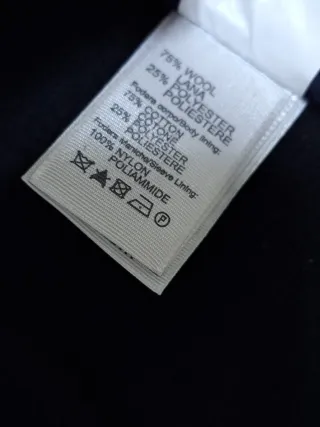 75% WOOL
LANA
25% POLYESTER
POLIESTERE
Fodera corpo/Body lining:
75% COTTON
COTONE
25% POLYESTER
POLIESTERE
Fodera Maniche/Sleeve Lining:
100% NYLON
POLIAMMIDE
P